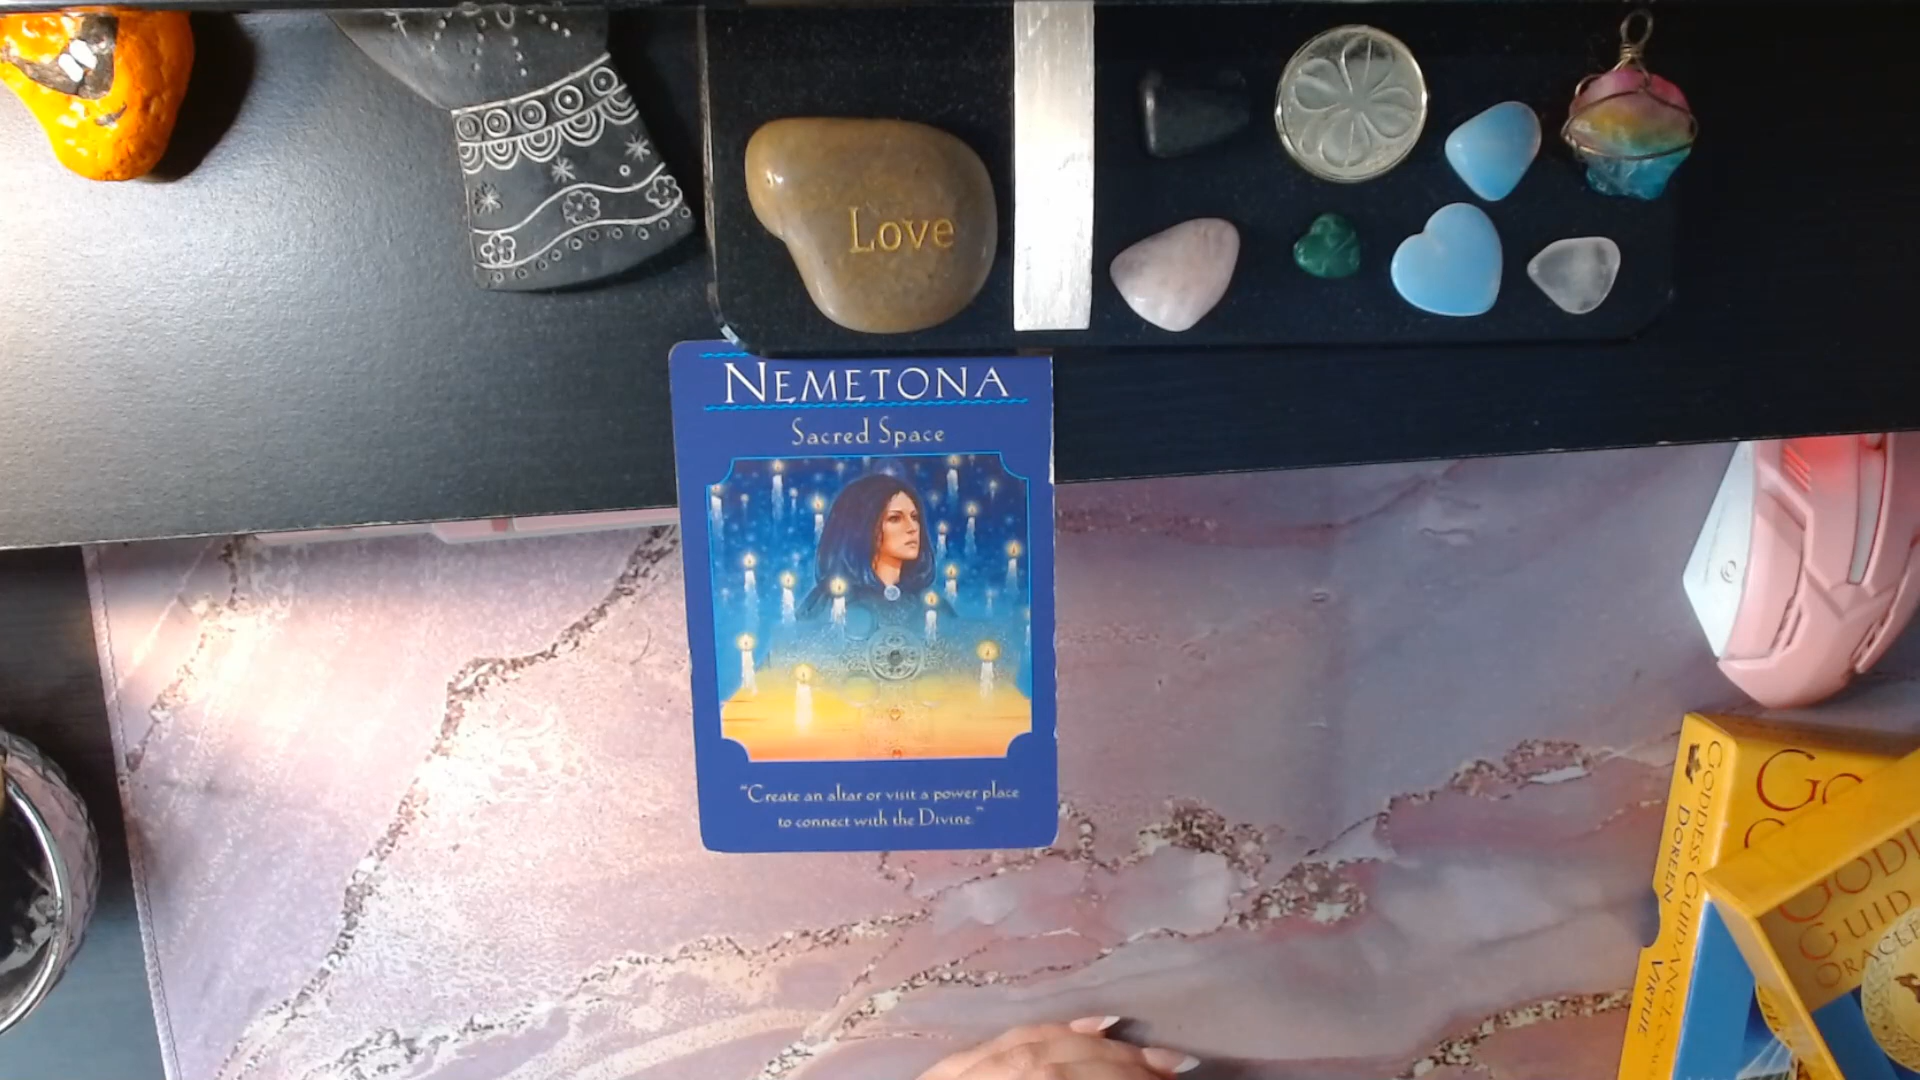 Love
NEMETONA
Sacred Space
"Create an altar or visit a power place
to connect with the Divine."
GODDESS GUIDANCE
DOREEN VIRTUE
GUID